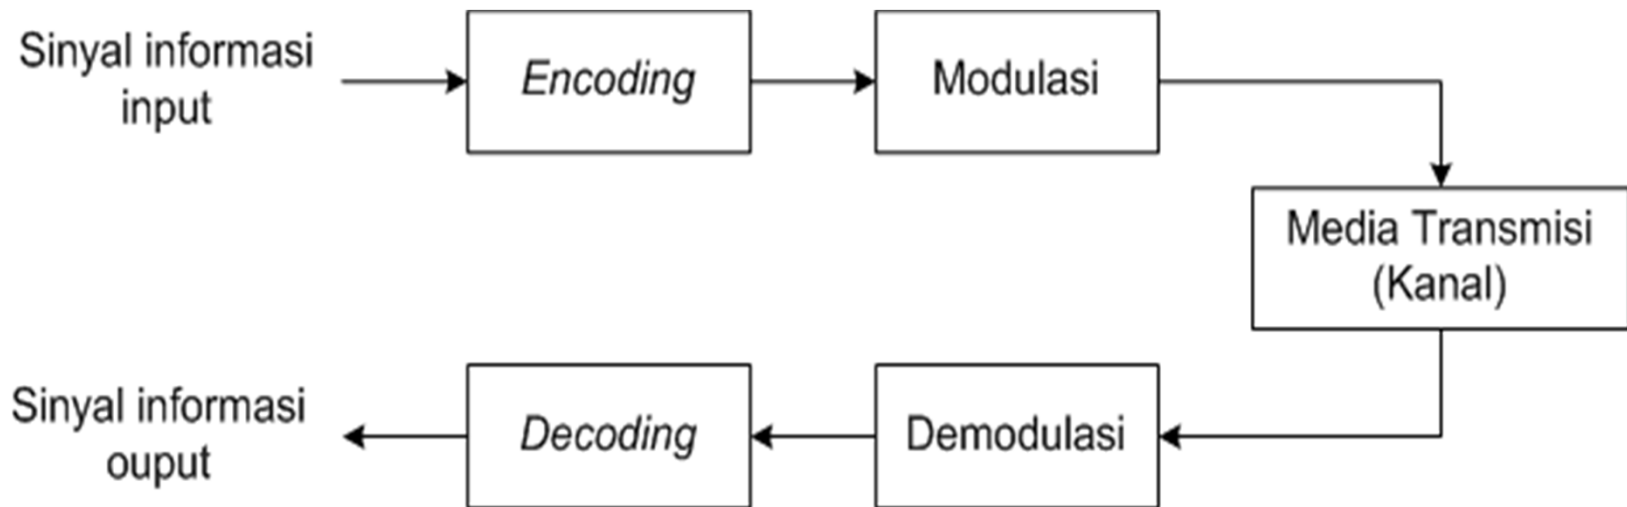 Sinyal informasi
input
Encoding
Modulasi
Media Transmisi
(Kanal)
Sinyal informasi
ouput
Decoding
Demodulasi